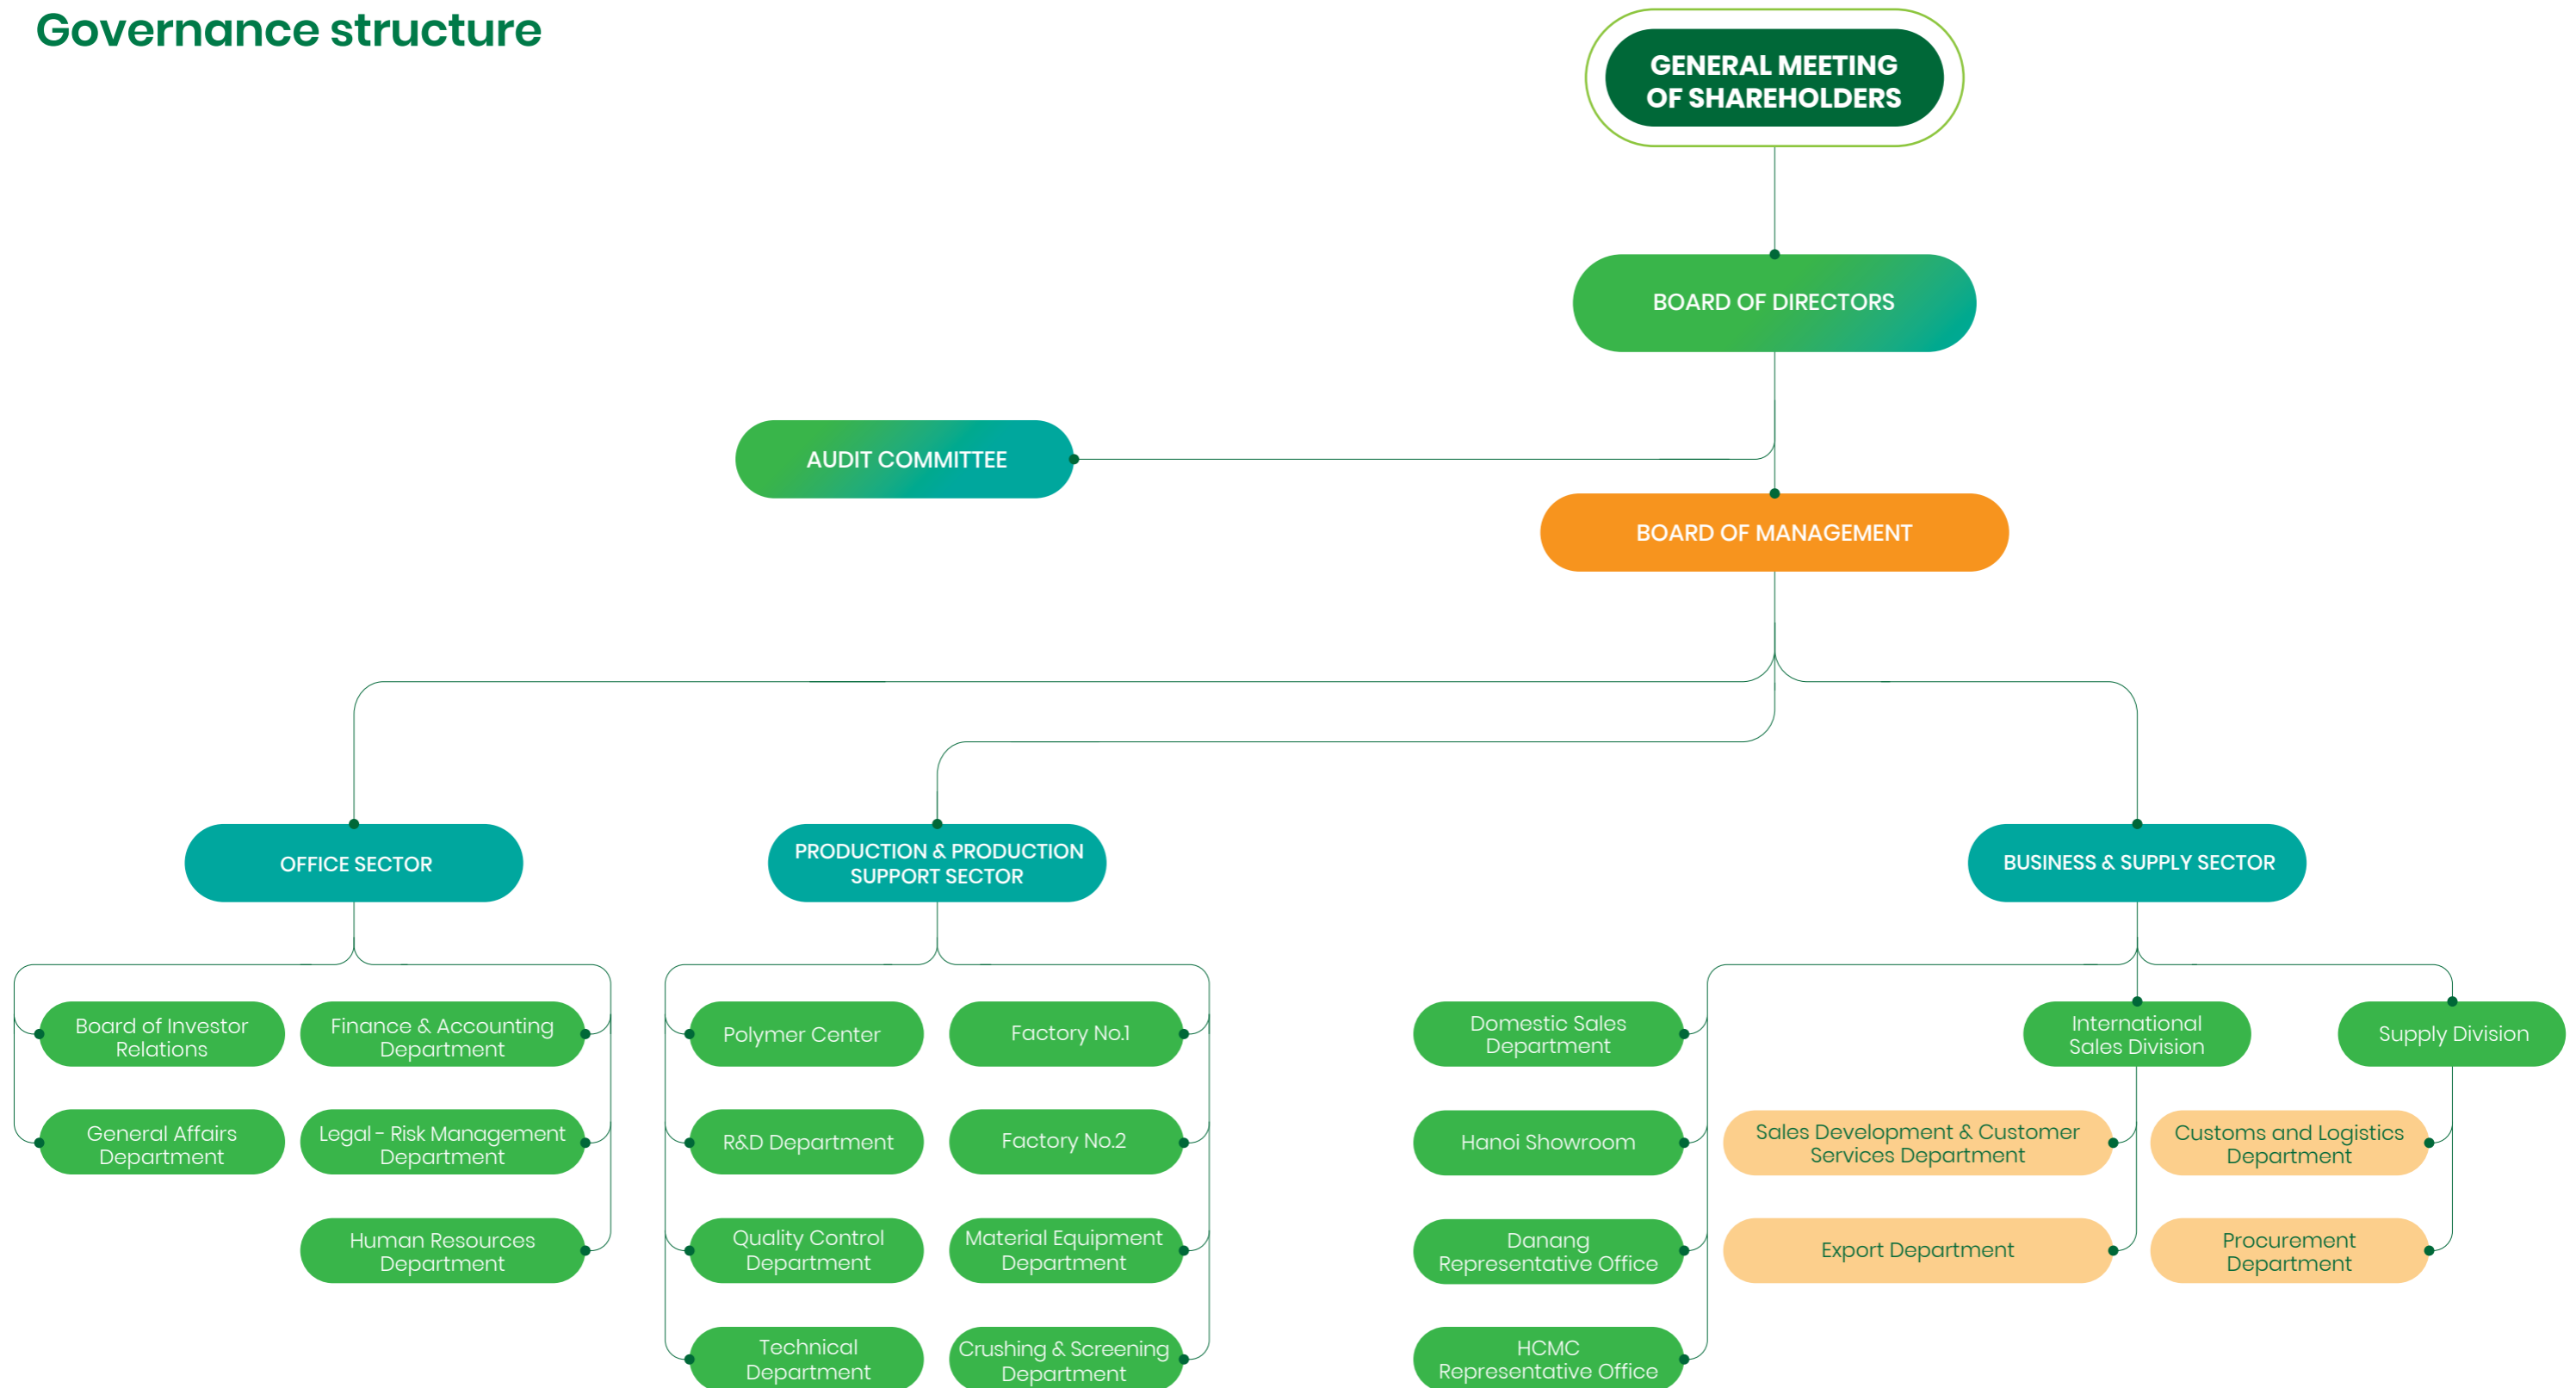 Governance structure
GENERAL MEETING
OF SHAREHOLDERS
BOARD OF DIRECTORS
AUDIT COMMITTEE
BOARD OF MANAGEMENT
OFFICE SECTOR
PRODUCTION & PRODUCTION
SUPPORT SECTOR
BUSINESS & SUPPLY SECTOR
Board of Investor
Relations
Finance & Accounting
Department
General Affairs
Department
Legal - Risk Management
Department
Human Resources
Department
Polymer Center
Factory No.1
R&D Department
Factory No.2
Quality Control
Department
Material Equipment
Department
Technical
Department
Crushing & Screening
Department
Domestic Sales
Department
Hanoi Showroom
Danang
Representative Office
HCMC
Representative Office
International
Sales Division
Sales Development & Customer
Services Department
Export Department
Supply Division
Customs and Logistics
Department
Procurement
Department